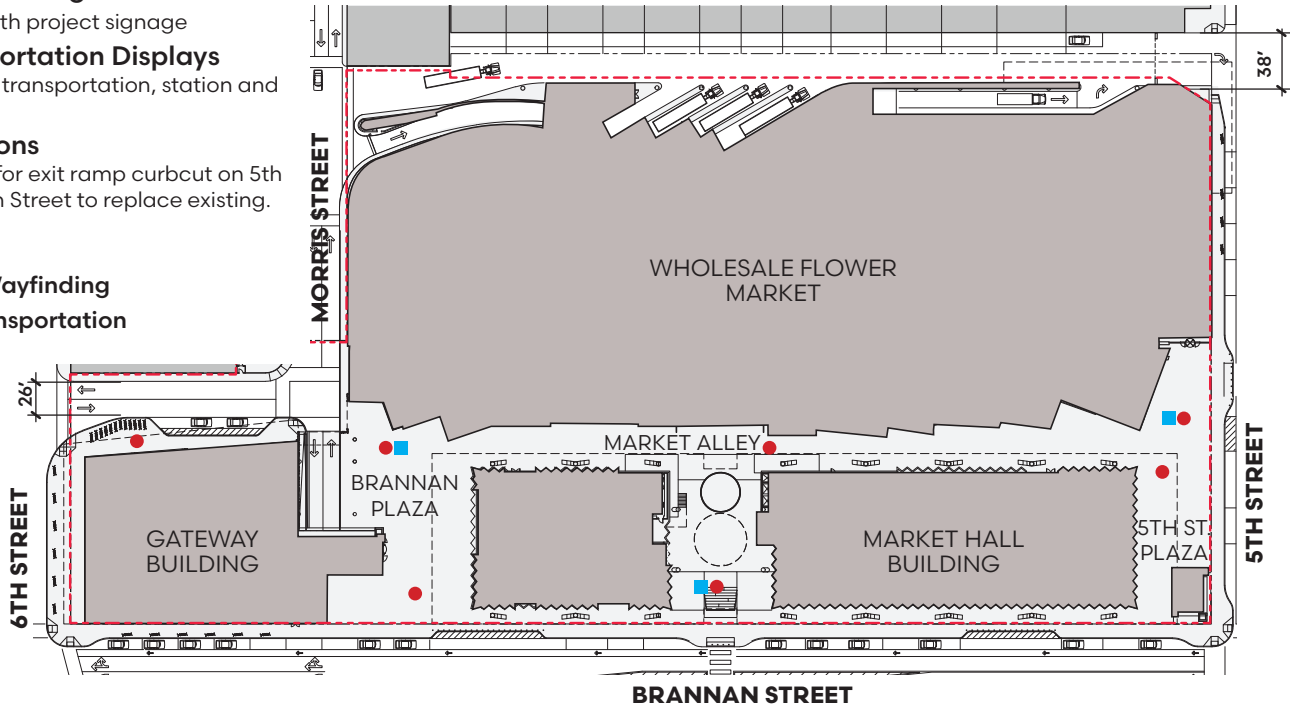 th project signage
ortation Displays
transportation, station and
ons
for exit ramp curbcut on 5th
Street to replace existing.
ayfinding
nsportation
38'
MORRIS STREET
WHOLESALE FLOWER
MARKET
26'
MARKET ALLEY
BRANNAN
PLAZA
GATEWAY
BUILDING
MARKET HALL
BUILDING
5TH ST.
PLAZA
6TH STREET
5TH STREET
BRANNAN STREET